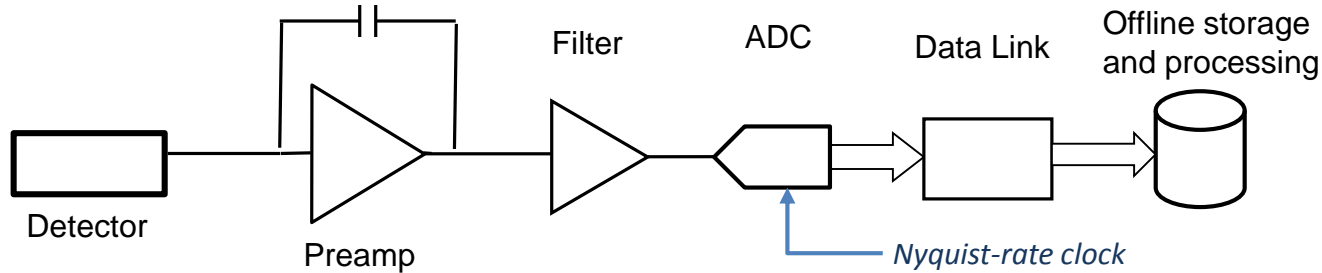 Detector
Preamp
Filter
ADC
Nyquist-rate clock
Data Link
Offline storage
and processing